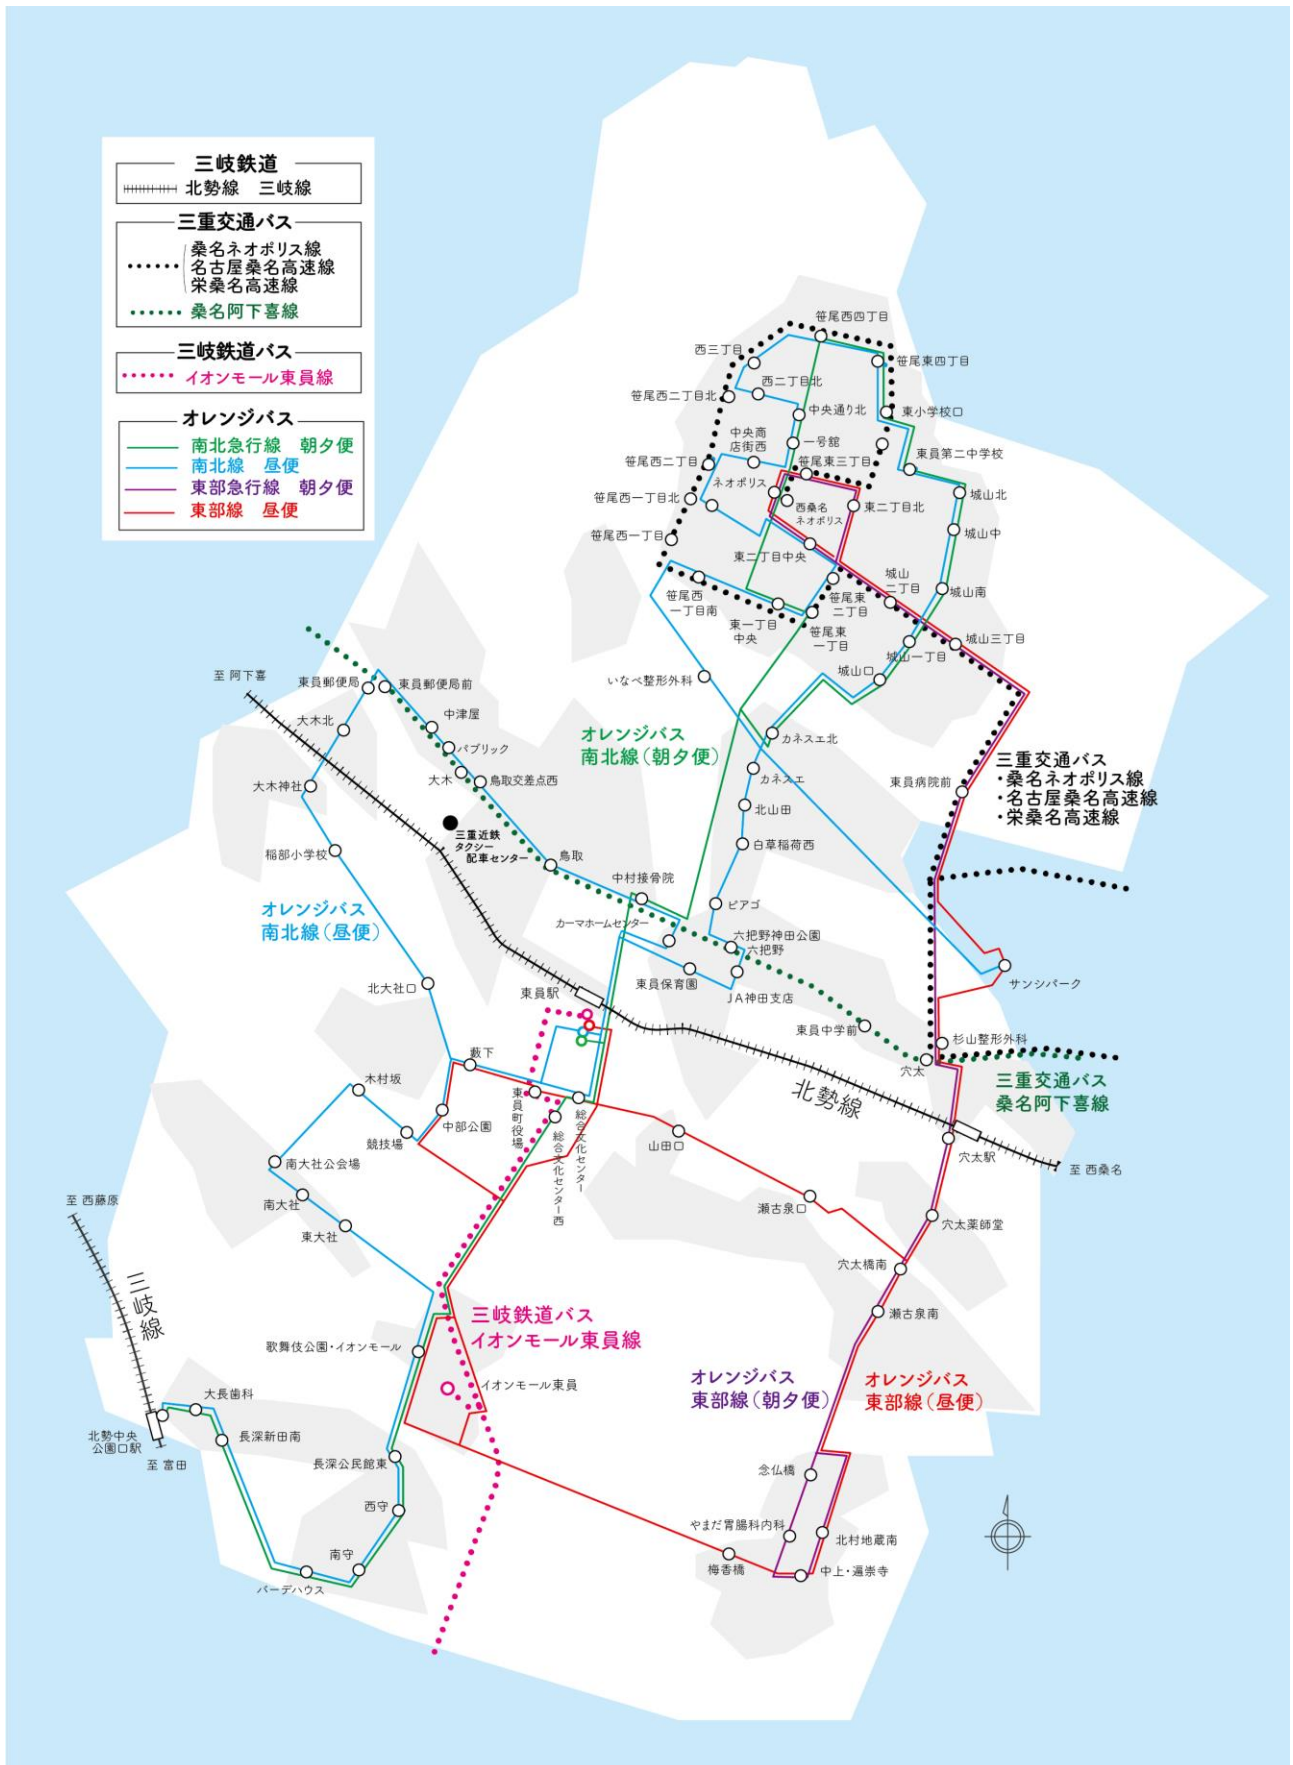 三岐鉄道
北勢線　三岐線
三重交通バス
桑名ネオポリス線
名古屋桑名高速線
栄桑名高速線
桑名阿下喜線
三岐鉄道バス
イオンモール東員線
オレンジバス
南北急行線　朝夕便
南北線　昼便
東部急行線　朝夕便
東部線　昼便
笹尾西四丁目
西三丁目
笹尾東四丁目
西二丁目北
笹尾西二丁目北
中央通り北
東小学校口
中央商
店街西
一号舘
東員第二中学校
笹尾西二丁目
笹尾東三丁目
ネオポリス
城山北
笹尾西一丁目北
西桑名
ネオポリス
東二丁目北
城山中
笹尾西一丁目
東二丁目中央
城山
二丁目
城山南
笹尾西
一丁目南
笹尾東
二丁目
東一丁目
中央
笹尾東
一丁目
城山三丁目
城山一丁目
城山口
いなべ整形外科
至 阿下喜
東員郵便局
東員郵便局前
大木北
中津屋
パブリック
大木
鳥取交差点西
大木神社
オレンジバス
南北線（朝夕便）
カネスエ北
カネスエ
東員病院前
三重交通バス
・桑名ネオポリス線
・名古屋桑名高速線
・栄桑名高速線
北山田
三重近鉄
タクシー
配車センター
稲部小学校
鳥取
白草稲荷西
中村接骨院
ピアゴ
オレンジバス
南北線（昼便）
カーマホームセンター
六把野神田公園
六把野
東員保育園
JA神田支店
北大社口
東員駅
サンシパーク
東員中学前
杉山整形外科
穴太
三重交通バス
桑名阿下喜線
北勢線
藪下
木村坂
東員町役場
総合文化センター
総合文化センター西
中部公園
競技場
山田口
穴太駅
至 西桑名
南大社公会場
南大社
東大社
至 西藤原
瀬古泉口
穴太薬師堂
穴太橋南
三岐線
瀬古泉南
三岐鉄道バス
イオンモール東員線
歌舞伎公園・イオンモール
イオンモール東員
オレンジバス
東部線（朝夕便）
オレンジバス
東部線（昼便）
大長歯科
北勢中央
公園口駅
長深新田南
至 富田
長深公民館東
念仏橋
西守
やまだ胃腸科内科
北村地蔵南
南守
バーデハウス
梅香橋
中上・遍崇寺